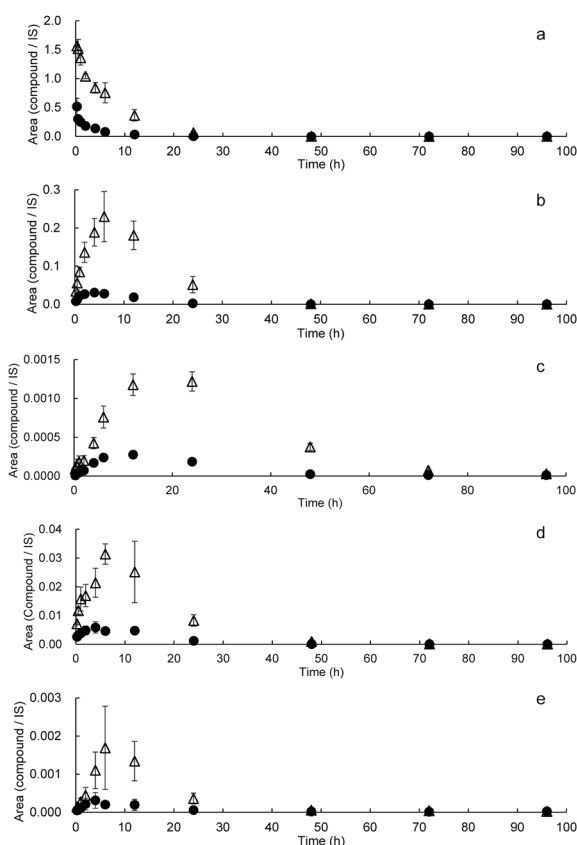 a
Area (compound / IS)
2.0
1.5
1.0
0.5
0.0
0 10 20 30 40 50 60 70 80 90 100
Time (h)
b
Area (compound / IS)
0.3
0.2
0.1
0.0
0 10 20 30 40 50 60 70 80 90 100
Time (h)
c
Area (compound / IS)
0.0015
0.0010
0.0005
0.0000
0 20 40 60 80 100
Time (h)
d
Area (Compound / IS)
0.04
0.03
0.02
0.01
0.00
0 10 20 30 40 50 60 70 80 90 100
Time (h)
e
Area (compound / IS)
0.003
0.002
0.001
0.000
0 10 20 30 40 50 60 70 80 90 100
Time (h)